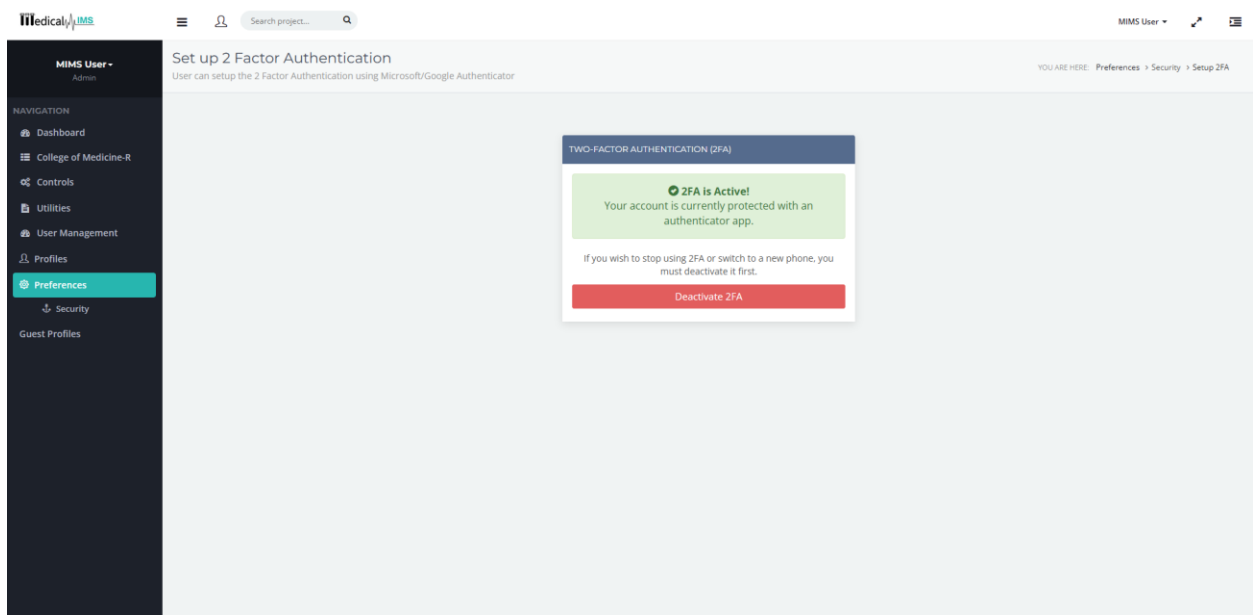 medical IMS
Search project...
MIMS User
MIMS User
Admin
NAVIGATION
Dashboard
College of Medicine-R
Controls
Utilities
User Management
Profiles
Preferences
Security
Guest Profiles
Set up 2 Factor Authentication
User can setup the 2 Factor Authentication using Microsoft/Google Authenticator
YOU ARE HERE: Preferences > Security > Setup 2FA
TWO-FACTOR AUTHENTICATION (2FA)
2FA is Active!
Your account is currently protected with an
authenticator app.
If you wish to stop using 2FA or switch to a new phone, you
must deactivate it first.
Deactivate 2FA